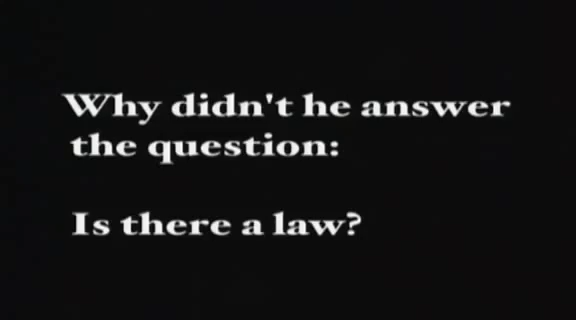 Why didn't he answer
the question:
Is there a law?